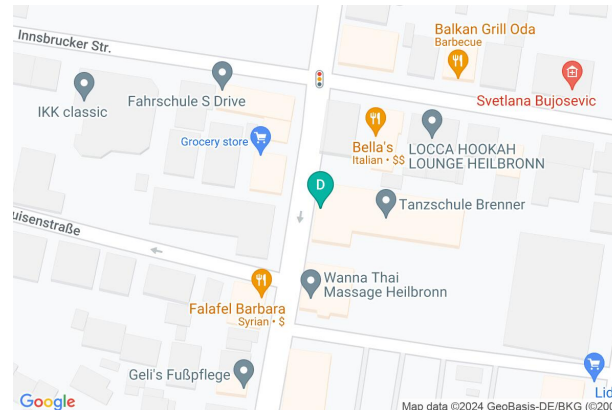 Innsbrucker Str.
Balkan Grill Oda
Barbecue
IKK classic
Fahrschule S Drive
Svetlana Bujosevic
Grocery store
Bella's
Italian • $$
LOCCA HOOKAH
LOUNGE HEILBRONN
D
Tanzschule Brenner
uisenstraße
Wanna Thai
Massage Heilbronn
Falafel Barbara
Syrian • $
Geli's Fußpflege
Lid
Google
Map data ©2024 GeoBasis-DE/BKG (©200